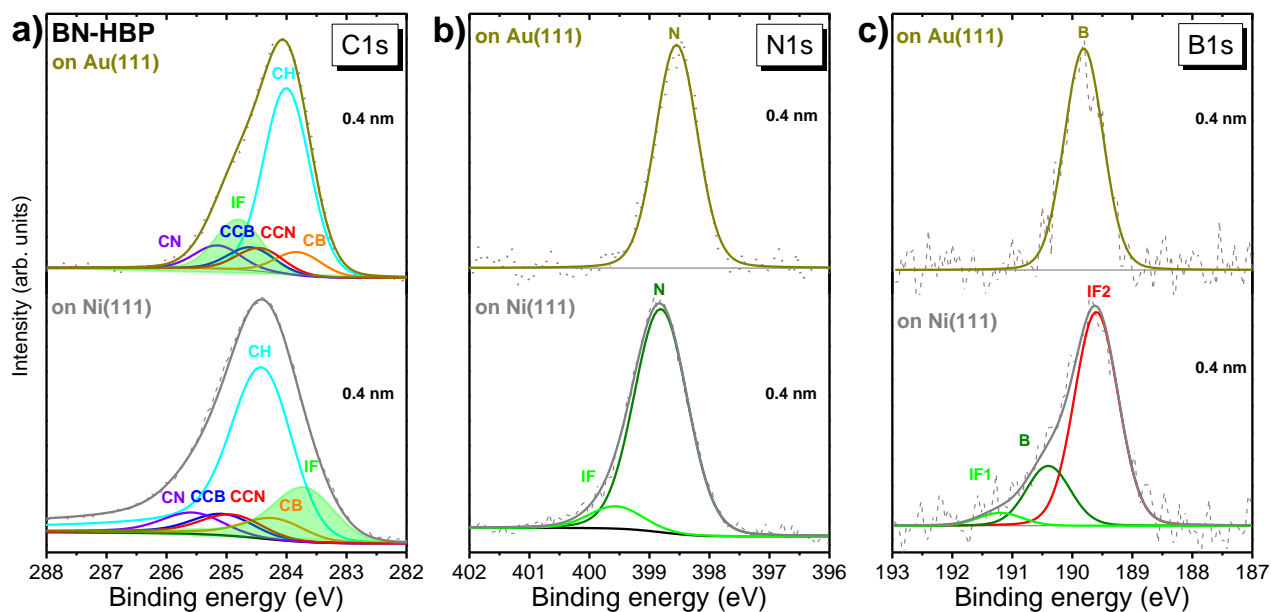 a)
BN-HBP
on Au(111)
C1s
CH
0.4 nm
IF
CN
CCB
CCN
CB
on Ni(111)
CH
0.4 nm
IF
CN
CCB
CCN
CB
Intensity (arb. units)
288 287 286 285 284 283 282
Binding energy (eV)
b)
on Au(111)
N
N1s
0.4 nm
on Ni(111)
N
0.4 nm
IF
402 401 400 399 398 397 396
Binding energy (eV)
c)
on Au(111)
B
B1s
0.4 nm
on Ni(111)
IF2
0.4 nm
B
IF1
193 192 191 190 189 188 187
Binding energy (eV)